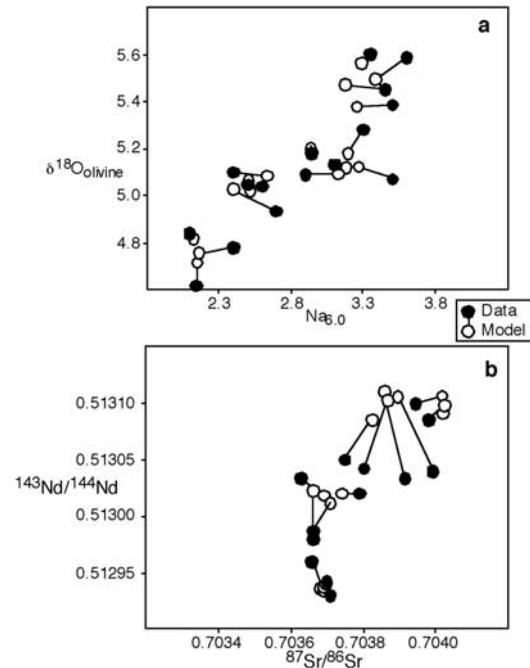 a
5.6
5.4
5.2
δ18Oolivine
5.0
4.8
2.3 2.8 3.3 3.8
Na6.0
Data
Model
b
0.51310
0.51305
143Nd/144Nd
0.51300
0.51295
0.7034 0.7036 0.7038 0.7040
87Sr/86Sr